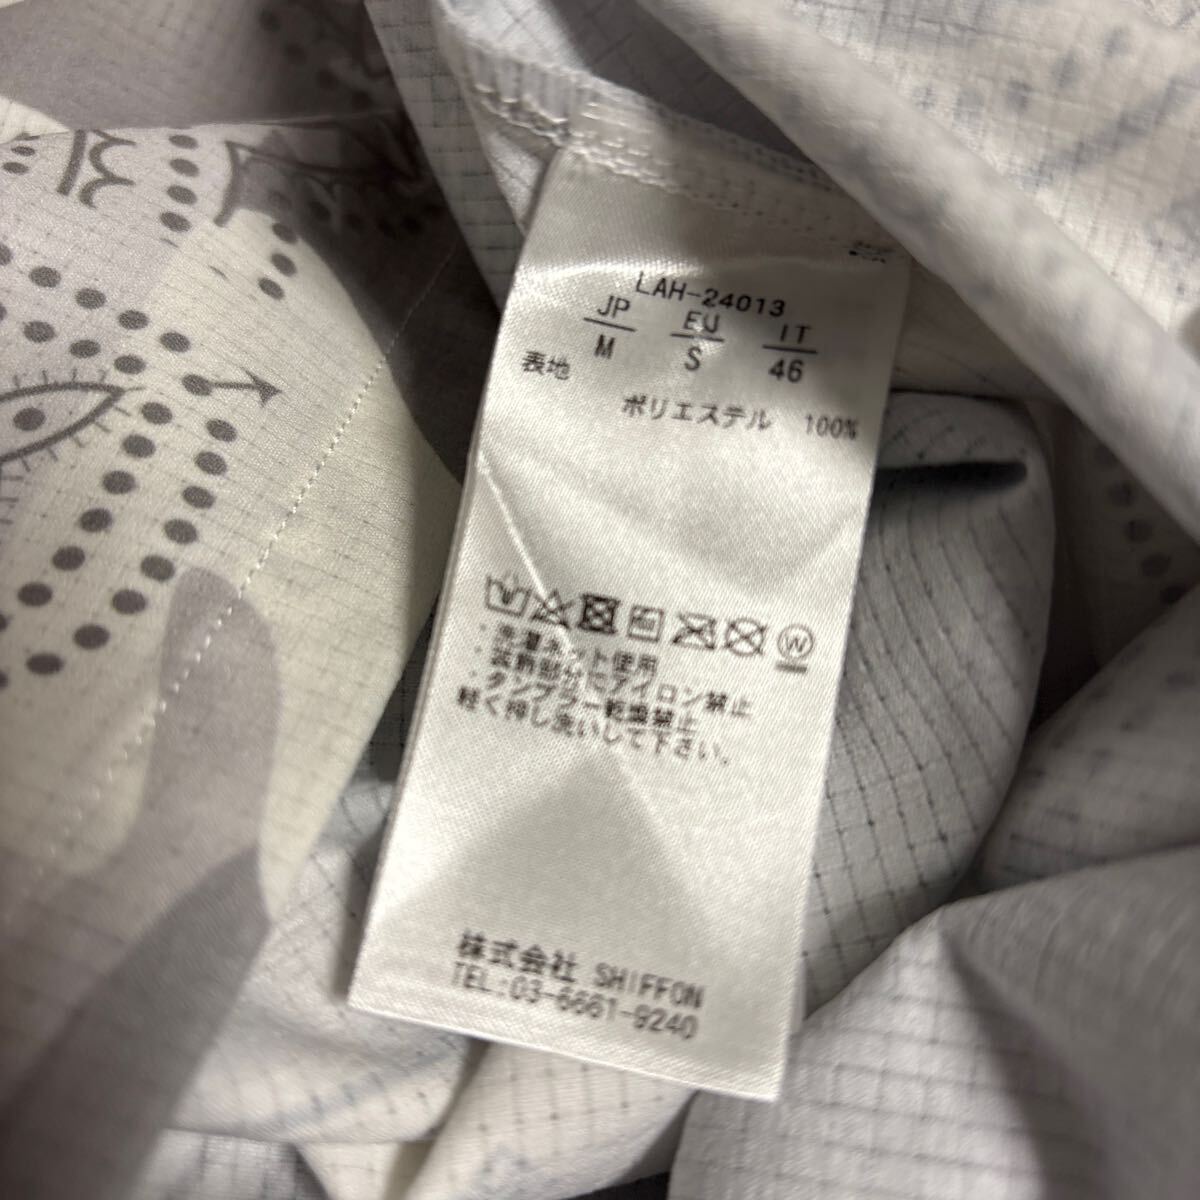 LAH-24013
JP EU IT
M S 46
表地
ポリエステル 100%
W
・洗濯ネット使用
・装飾部分にアイロン禁止
・タンブラー乾燥禁止
軽く押し洗いして下さい。
株式会社 SHIFFON
TEL:03-6661-9240